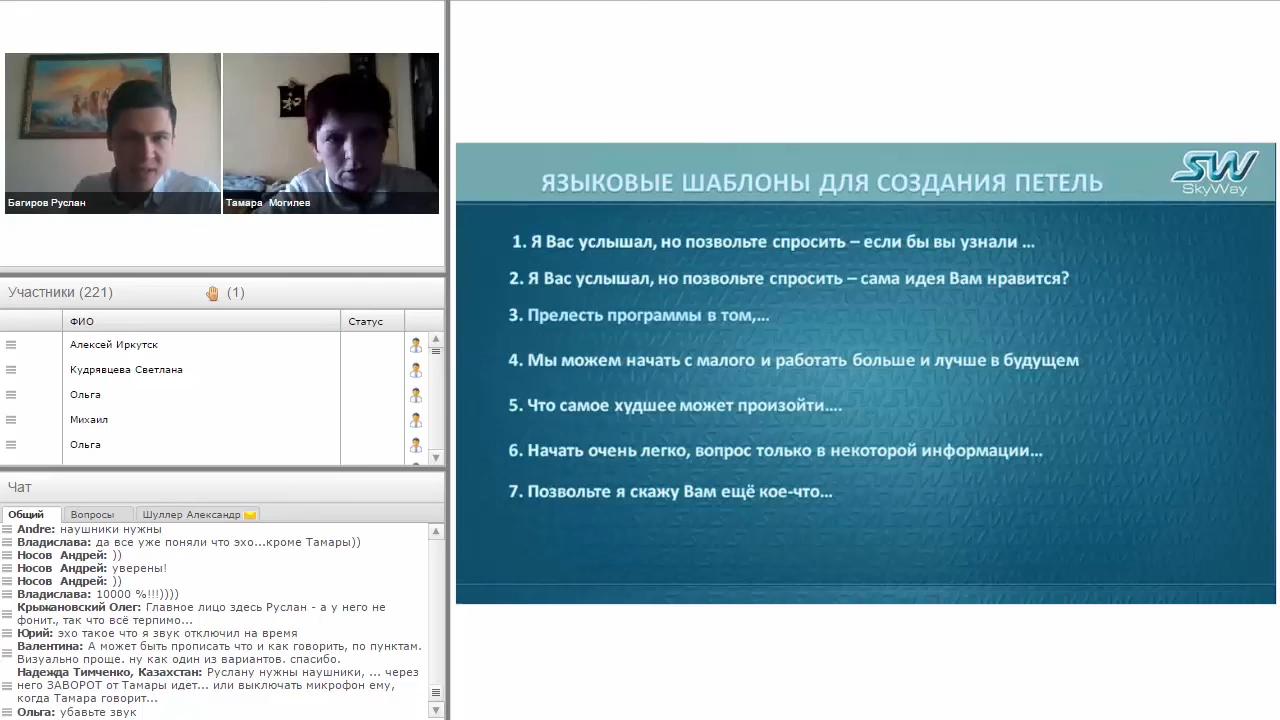 Багиров Руслан
Тамара Могилев
Участники (221)
(1)
ФИО
Статус
Алексей Иркутск
Кудрявцева Светлана
Ольга
Михаил
Ольга
Чат
Общий
Вопросы
Шуллер Александр
Andre: наушники нужны
Владислава: да все уже поняли что эхо...кроме Тамары))
Носов Андрей: ))
Носов Андрей: уверены!
Носов Андрей: ))
Владислава: 10000 %!!!))))
Крыжановский Олег: Главное лицо здесь Руслан - а у него не
фонит., так что всё терпимо...
Юрий: эхо такое что я звук отключил на время
Валентина: А может быть прописать что и как говорить, по пунктам.
Визуально проще. ну как один из вариантов. спасибо.
Надежда Тимченко, Казахстан: Руслану нужны наушники, ... через
него ЗАВОРОТ от Тамары идет... или выключать микрофон ему,
когда Тамара говорит...
Ольга: убавьте звук
ЯЗЫКОВЫЕ ШАБЛОНЫ ДЛЯ СОЗДАНИЯ ПЕТЕЛЬ
SW
SkyWay
1. Я Вас услышал, но позвольте спросить – если бы вы узнали ...
2. Я Вас услышал, но позвольте спросить – сама идея Вам нравится?
3. Прелесть программы в том,...
4. Мы можем начать с малого и работать больше и лучше в будущем
5. Что самое худшее может произойти....
6. Начать очень легко, вопрос только в некоторой информации...
7. Позвольте я скажу Вам ещё кое-что...